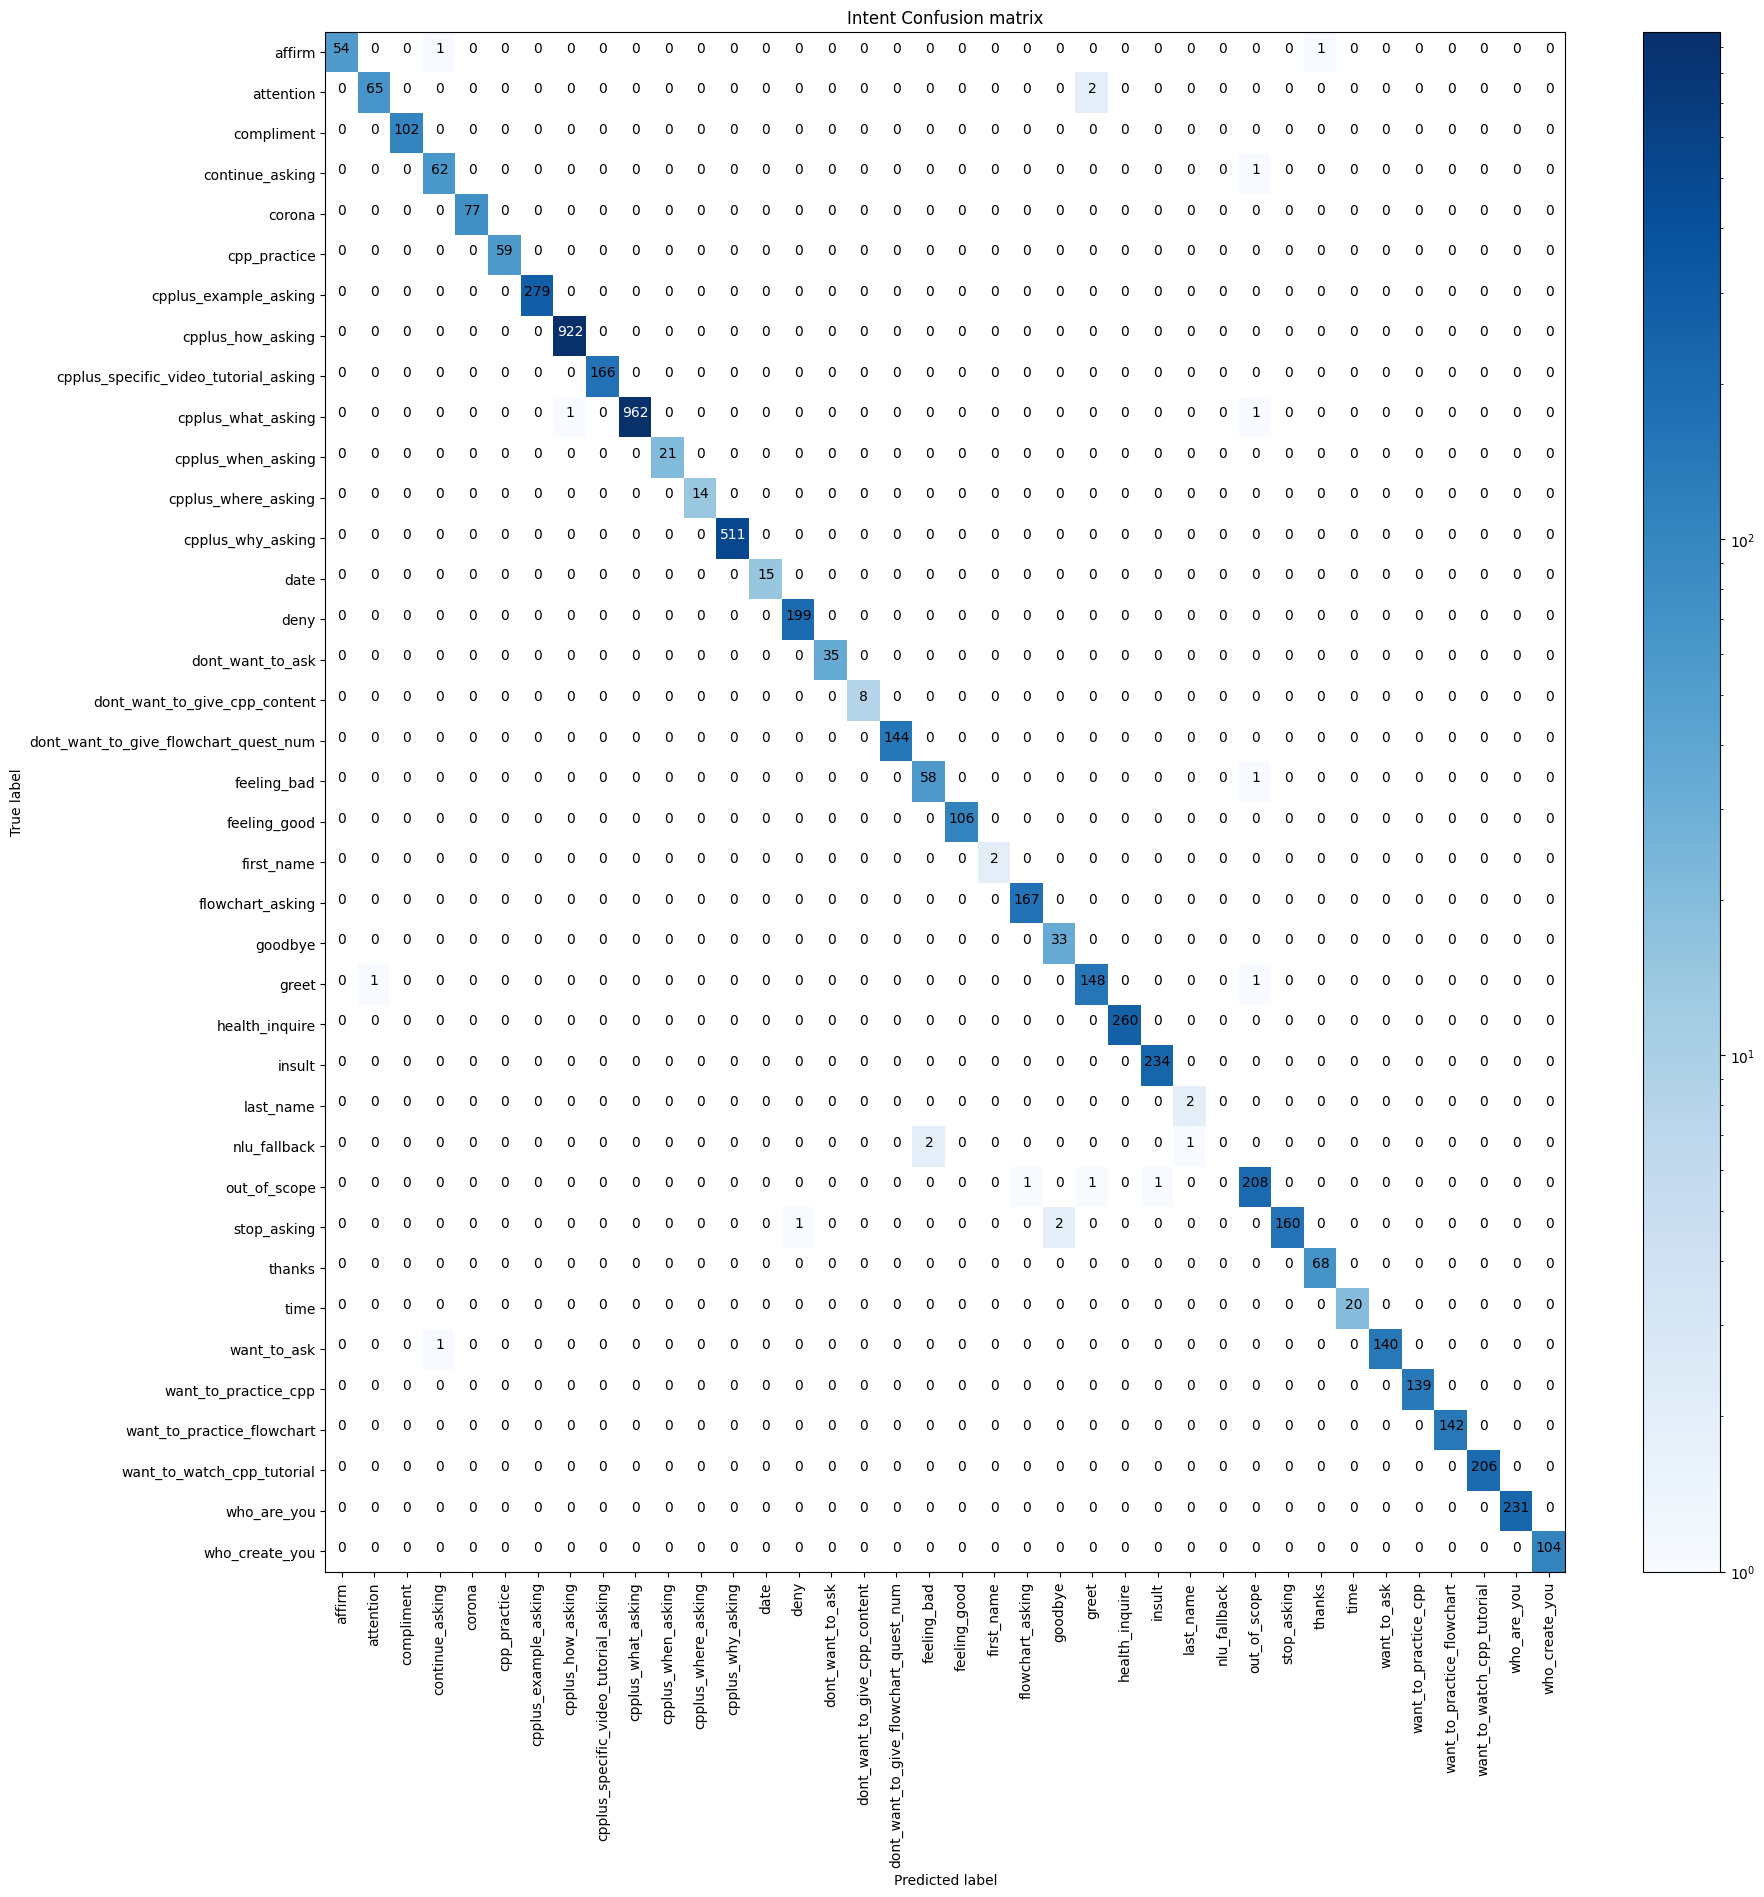 Intent Confusion matrix
affirm 54 0 0 1 0 0 0 0 0 0 0 0 0 0 0 0 0 0 0 0 0 0 0 0 0 0 0 0 0 0 1 0 0 0 0 0 0 0
attention 0 65 0 0 0 0 0 0 0 0 0 0 0 0 0 0 0 0 0 0 0 0 0 2 0 0 0 0 0 0 0 0 0 0 0 0 0 0
compliment 0 0 102 0 0 0 0 0 0 0 0 0 0 0 0 0 0 0 0 0 0 0 0 0 0 0 0 0 0 0 0 0 0 0 0 0 0 0
continue_asking 0 0 0 62 0 0 0 0 0 0 0 0 0 0 0 0 0 0 0 0 0 0 0 0 0 0 0 0 1 0 0 0 0 0 0 0 0 0
corona 0 0 0 0 77 0 0 0 0 0 0 0 0 0 0 0 0 0 0 0 0 0 0 0 0 0 0 0 0 0 0 0 0 0 0 0 0 0
cpp_practice 0 0 0 0 0 59 0 0 0 0 0 0 0 0 0 0 0 0 0 0 0 0 0 0 0 0 0 0 0 0 0 0 0 0 0 0 0 0
cpplus_example_asking 0 0 0 0 0 0 279 0 0 0 0 0 0 0 0 0 0 0 0 0 0 0 0 0 0 0 0 0 0 0 0 0 0 0 0 0 0 0
cpplus_how_asking 0 0 0 0 0 0 0 922 0 0 0 0 0 0 0 0 0 0 0 0 0 0 0 0 0 0 0 0 0 0 0 0 0 0 0 0 0 0
cpplus_specific_video_tutorial_asking 0 0 0 0 0 0 0 0 166 0 0 0 0 0 0 0 0 0 0 0 0 0 0 0 0 0 0 0 0 0 0 0 0 0 0 0 0 0
cpplus_what_asking 0 0 0 0 0 0 0 1 0 962 0 0 0 0 0 0 0 0 0 0 0 0 0 0 0 0 0 0 1 0 0 0 0 0 0 0 0 0
cpplus_when_asking 0 0 0 0 0 0 0 0 0 0 21 0 0 0 0 0 0 0 0 0 0 0 0 0 0 0 0 0 0 0 0 0 0 0 0 0 0 0
cpplus_where_asking 0 0 0 0 0 0 0 0 0 0 0 14 0 0 0 0 0 0 0 0 0 0 0 0 0 0 0 0 0 0 0 0 0 0 0 0 0 0
cpplus_why_asking 0 0 0 0 0 0 0 0 0 0 0 0 511 0 0 0 0 0 0 0 0 0 0 0 0 0 0 0 0 0 0 0 0 0 0 0 0 0
date 0 0 0 0 0 0 0 0 0 0 0 0 0 15 0 0 0 0 0 0 0 0 0 0 0 0 0 0 0 0 0 0 0 0 0 0 0 0
deny 0 0 0 0 0 0 0 0 0 0 0 0 0 0 199 0 0 0 0 0 0 0 0 0 0 0 0 0 0 0 0 0 0 0 0 0 0 0
dont_want_to_ask 0 0 0 0 0 0 0 0 0 0 0 0 0 0 0 35 0 0 0 0 0 0 0 0 0 0 0 0 0 0 0 0 0 0 0 0 0 0
dont_want_to_give_cpp_content 0 0 0 0 0 0 0 0 0 0 0 0 0 0 0 0 8 0 0 0 0 0 0 0 0 0 0 0 0 0 0 0 0 0 0 0 0 0
dont_want_to_give_flowchart_quest_num 0 0 0 0 0 0 0 0 0 0 0 0 0 0 0 0 0 144 0 0 0 0 0 0 0 0 0 0 0 0 0 0 0 0 0 0 0 0
feeling_bad 0 0 0 0 0 0 0 0 0 0 0 0 0 0 0 0 0 0 58 0 0 0 0 0 0 0 0 0 1 0 0 0 0 0 0 0 0 0
feeling_good 0 0 0 0 0 0 0 0 0 0 0 0 0 0 0 0 0 0 0 106 0 0 0 0 0 0 0 0 0 0 0 0 0 0 0 0 0 0
first_name 0 0 0 0 0 0 0 0 0 0 0 0 0 0 0 0 0 0 0 0 2 0 0 0 0 0 0 0 0 0 0 0 0 0 0 0 0 0
flowchart_asking 0 0 0 0 0 0 0 0 0 0 0 0 0 0 0 0 0 0 0 0 0 167 0 0 0 0 0 0 0 0 0 0 0 0 0 0 0 0
goodbye 0 0 0 0 0 0 0 0 0 0 0 0 0 0 0 0 0 0 0 0 0 0 33 0 0 0 0 0 0 0 0 0 0 0 0 0 0 0
greet 0 1 0 0 0 0 0 0 0 0 0 0 0 0 0 0 0 0 0 0 0 0 0 148 0 0 0 0 1 0 0 0 0 0 0 0 0 0
health_inquire 0 0 0 0 0 0 0 0 0 0 0 0 0 0 0 0 0 0 0 0 0 0 0 0 260 0 0 0 0 0 0 0 0 0 0 0 0 0
insult 0 0 0 0 0 0 0 0 0 0 0 0 0 0 0 0 0 0 0 0 0 0 0 0 0 234 0 0 0 0 0 0 0 0 0 0 0 0
last_name 0 0 0 0 0 0 0 0 0 0 0 0 0 0 0 0 0 0 0 0 0 0 0 0 0 0 2 0 0 0 0 0 0 0 0 0 0 0
nlu_fallback 0 0 0 0 0 0 0 0 0 0 0 0 0 0 0 0 0 0 2 0 0 0 0 0 0 0 1 0 0 0 0 0 0 0 0 0 0 0
out_of_scope 0 0 0 0 0 0 0 0 0 0 0 0 0 0 0 0 0 0 0 0 0 1 0 1 0 1 0 0 208 0 0 0 0 0 0 0 0 0
stop_asking 0 0 0 0 0 0 0 0 0 0 0 0 0 0 1 0 0 0 0 0 0 0 2 0 0 0 0 0 0 160 0 0 0 0 0 0 0 0
thanks 0 0 0 0 0 0 0 0 0 0 0 0 0 0 0 0 0 0 0 0 0 0 0 0 0 0 0 0 0 0 68 0 0 0 0 0 0 0
time 0 0 0 0 0 0 0 0 0 0 0 0 0 0 0 0 0 0 0 0 0 0 0 0 0 0 0 0 0 0 0 20 0 0 0 0 0 0
want_to_ask 0 0 0 1 0 0 0 0 0 0 0 0 0 0 0 0 0 0 0 0 0 0 0 0 0 0 0 0 0 0 0 0 140 0 0 0 0 0
want_to_practice_cpp 0 0 0 0 0 0 0 0 0 0 0 0 0 0 0 0 0 0 0 0 0 0 0 0 0 0 0 0 0 0 0 0 0 139 0 0 0 0
want_to_practice_flowchart 0 0 0 0 0 0 0 0 0 0 0 0 0 0 0 0 0 0 0 0 0 0 0 0 0 0 0 0 0 0 0 0 0 0 142 0 0 0
want_to_watch_cpp_tutorial 0 0 0 0 0 0 0 0 0 0 0 0 0 0 0 0 0 0 0 0 0 0 0 0 0 0 0 0 0 0 0 0 0 0 0 206 0 0
who_are_you 0 0 0 0 0 0 0 0 0 0 0 0 0 0 0 0 0 0 0 0 0 0 0 0 0 0 0 0 0 0 0 0 0 0 0 0 231 0
who_create_you 0 0 0 0 0 0 0 0 0 0 0 0 0 0 0 0 0 0 0 0 0 0 0 0 0 0 0 0 0 0 0 0 0 0 0 0 0 104
True label
affirm
attention
compliment
continue_asking
corona
cpp_practice
cpplus_example_asking
cpplus_how_asking
cpplus_specific_video_tutorial_asking
cpplus_what_asking
cpplus_when_asking
cpplus_where_asking
cpplus_why_asking
date
deny
dont_want_to_ask
dont_want_to_give_cpp_content
dont_want_to_give_flowchart_quest_num
feeling_bad
feeling_good
first_name
flowchart_asking
goodbye
greet
health_inquire
insult
last_name
nlu_fallback
out_of_scope
stop_asking
thanks
time
want_to_ask
want_to_practice_cpp
want_to_practice_flowchart
want_to_watch_cpp_tutorial
who_are_you
who_create_you
Predicted label
10²
10¹
10⁰